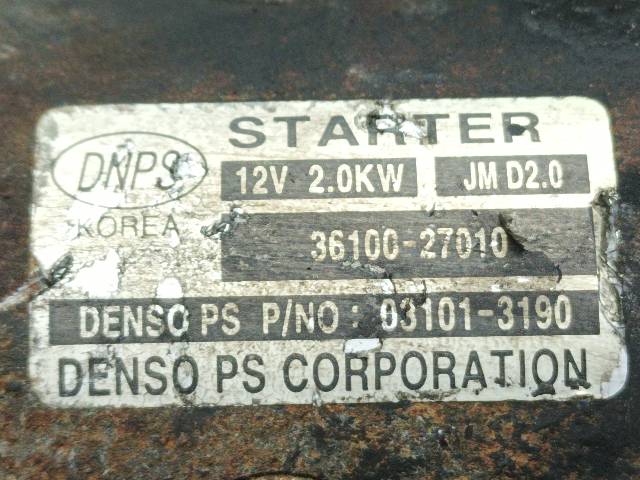 STARTER
DNPS
12V 2.0KW
JM D2.0
KOREA
36100-27010
DENSO PS P/NO : 03101-3190
DENSO PS CORPORATION